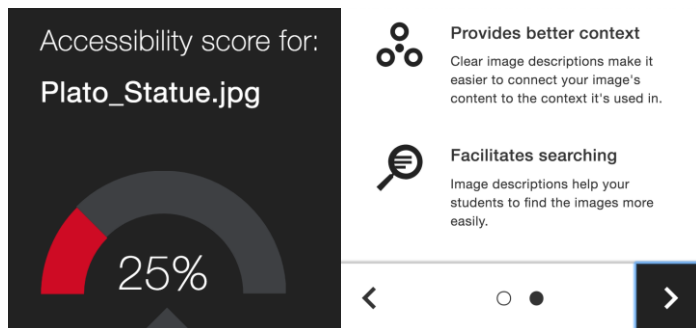 Accessibility score for:
Plato_Statue.jpg
25%
Provides better context
Clear image descriptions make it
easier to connect your image's
content to the context it's used in.
Facilitates searching
Image descriptions help your
students to find the images more
easily.